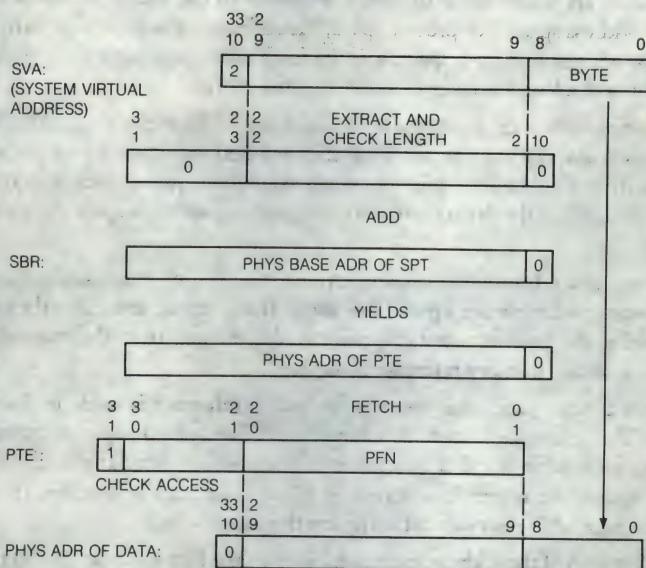 33 2
10 9 9 8 0
SVA: 2 BYTE
(SYSTEM VIRTUAL
ADDRESS)
3 2 2 EXTRACT AND
1 3 2 CHECK LENGTH 2 10
0 0
ADD
SBR: PHYS BASE ADR OF SPT 0
YIELDS
PHYS ADR OF PTE 0
3 3 2 2 FETCH 0
1 0 1 0 1
PTE: 1 PFN
CHECK ACCESS
33 2
10 9 9 8 0
PHYS ADR OF DATA: 0